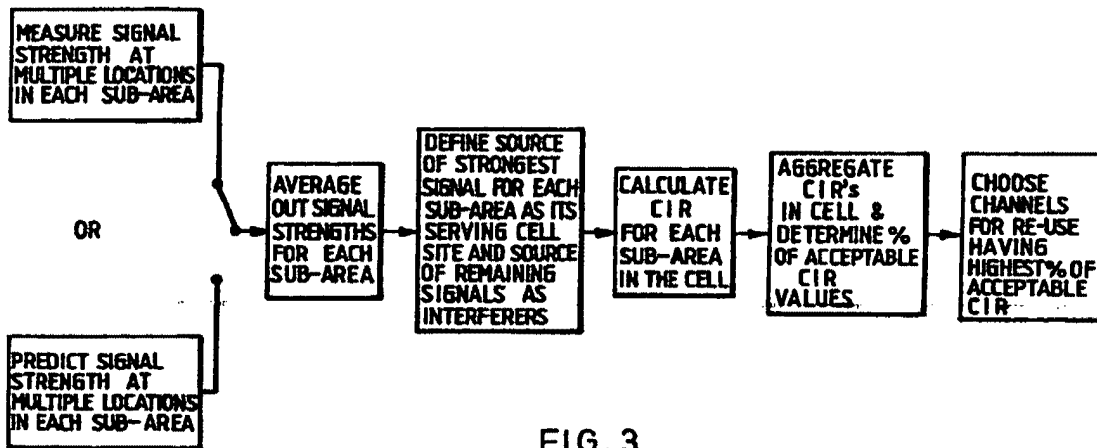 MEASURE SIGNAL
STRENGTH AT
MULTIPLE LOCATIONS
IN EACH SUB-AREA
OR
PREDICT SIGNAL
STRENGTH AT
MULTIPLE LOCATIONS
IN EACH SUB-AREA
AVERAGE
OUT SIGNAL
STRENGTHS
FOR EACH
SUB-AREA
DEFINE SOURCE
OF STRONGEST
SIGNAL FOR EACH
SUB-AREA AS ITS
SERVING CELL
SITE AND SOURCE
OF REMAINING
SIGNALS AS
INTERFERERS
CALCULATE
CIR
FOR EACH
SUB-AREA
IN THE CELL
AGGREGATE
CIR's
IN CELL &
DETERMINE %
OF ACCEPTABLE
CIR
VALUES
CHOOSE
CHANNELS
FOR RE-USE
HAVING
HIGHEST % OF
ACCEPTABLE
CIR
FIG. 3